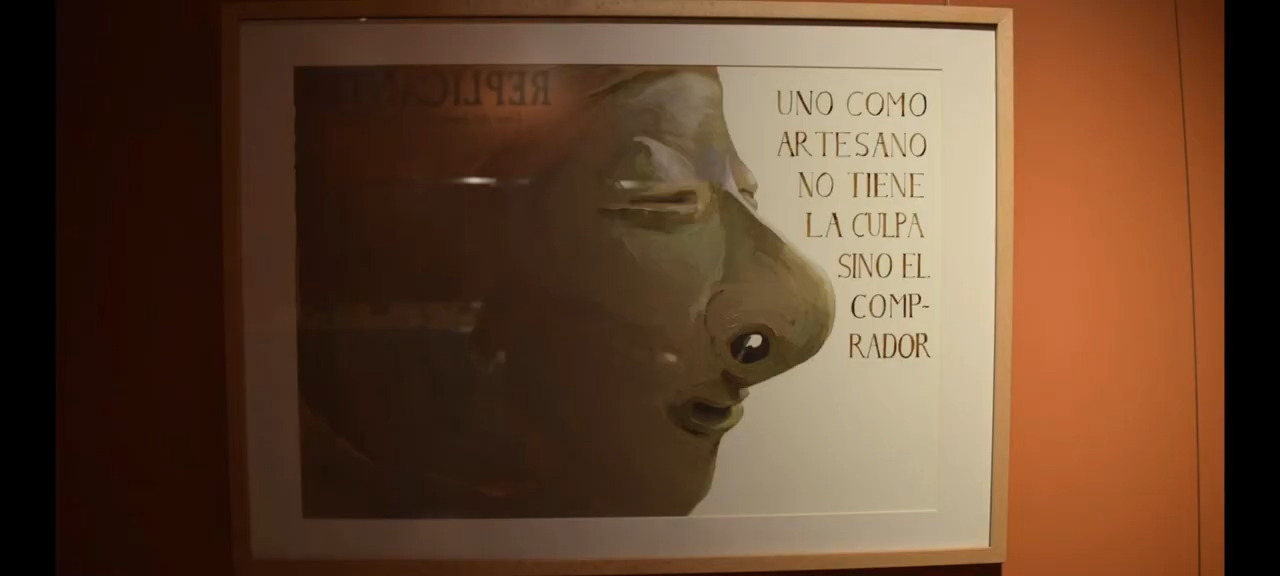 UNO COMO
ARTESANO
NO TIENE
LA CULPA
SINO EL
COMP-
RADOR